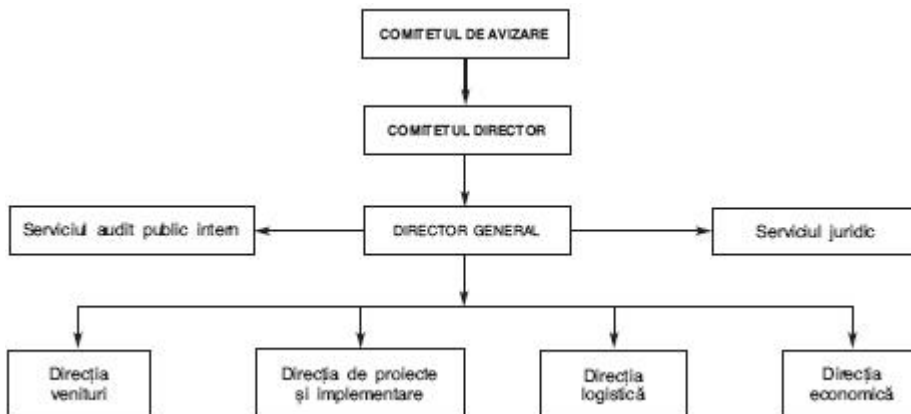 COMITETUL DE AVIZARE
COMITETUL DIRECTOR
Serviciul audit public intern
DIRECTOR GENERAL
Serviciul juridic
Direcția
venituri
Direcția de proiecte
și implementare
Direcția
logistică
Direcția
economică